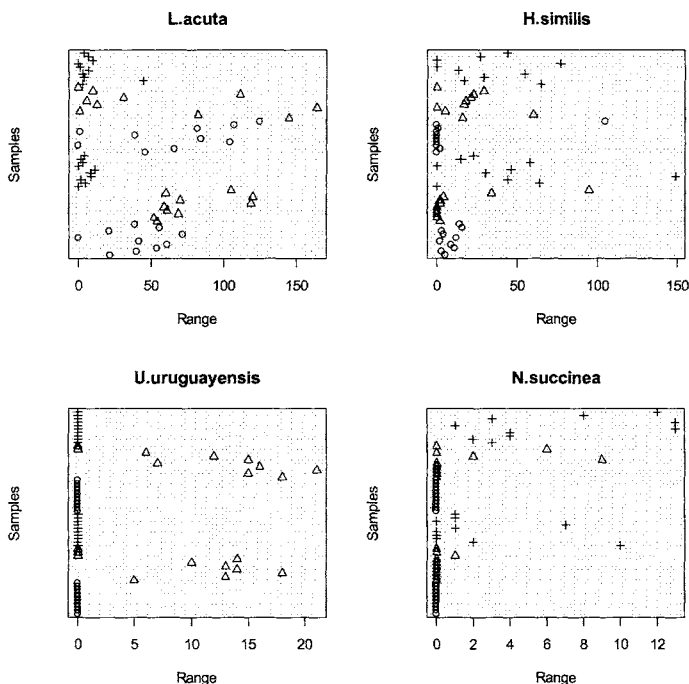 L.acuta
H.similis
Samples
Samples
0 50 100 150
0 50 100 150
Range
Range
U.uruguayensis
N.succinea
Samples
Samples
0 5 10 15 20
0 2 4 6 8 10 12
Range
Range